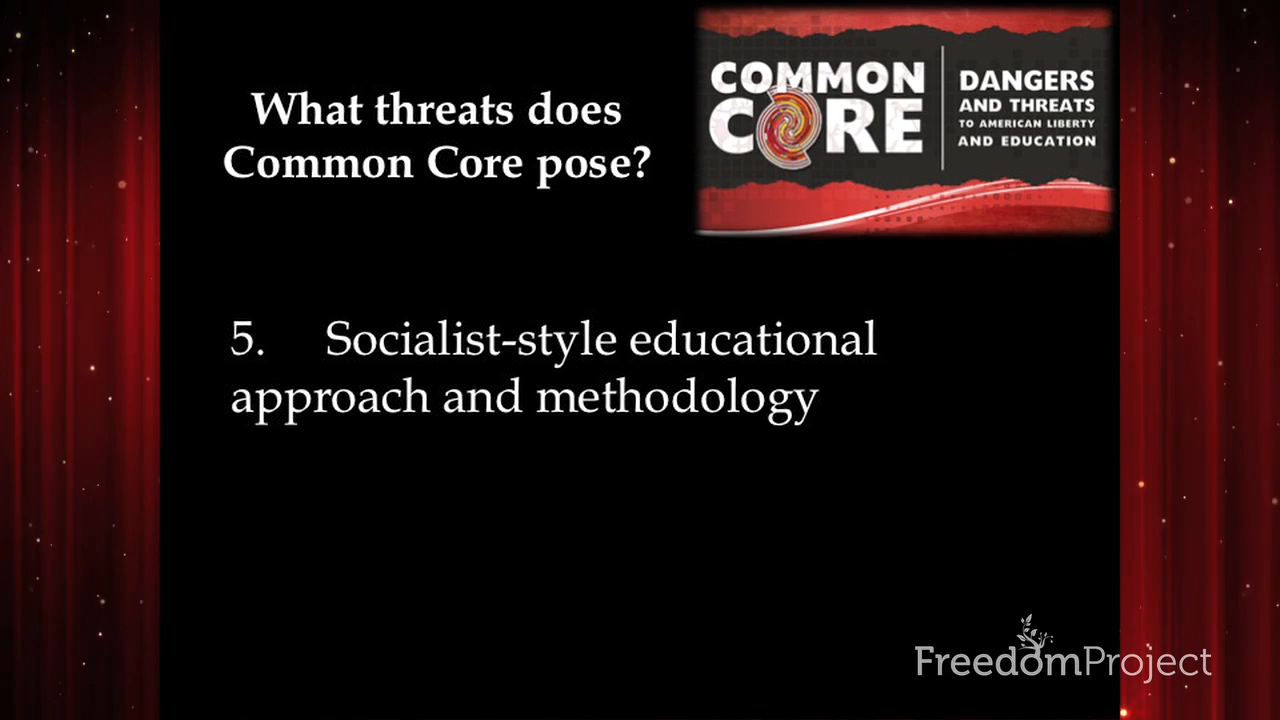 What threats does
Common Core pose?
COMMON
CORE
DANGERS
AND THREATS
TO AMERICAN LIBERTY
AND EDUCATION
5. Socialist-style educational
approach and methodology
FreedomProject